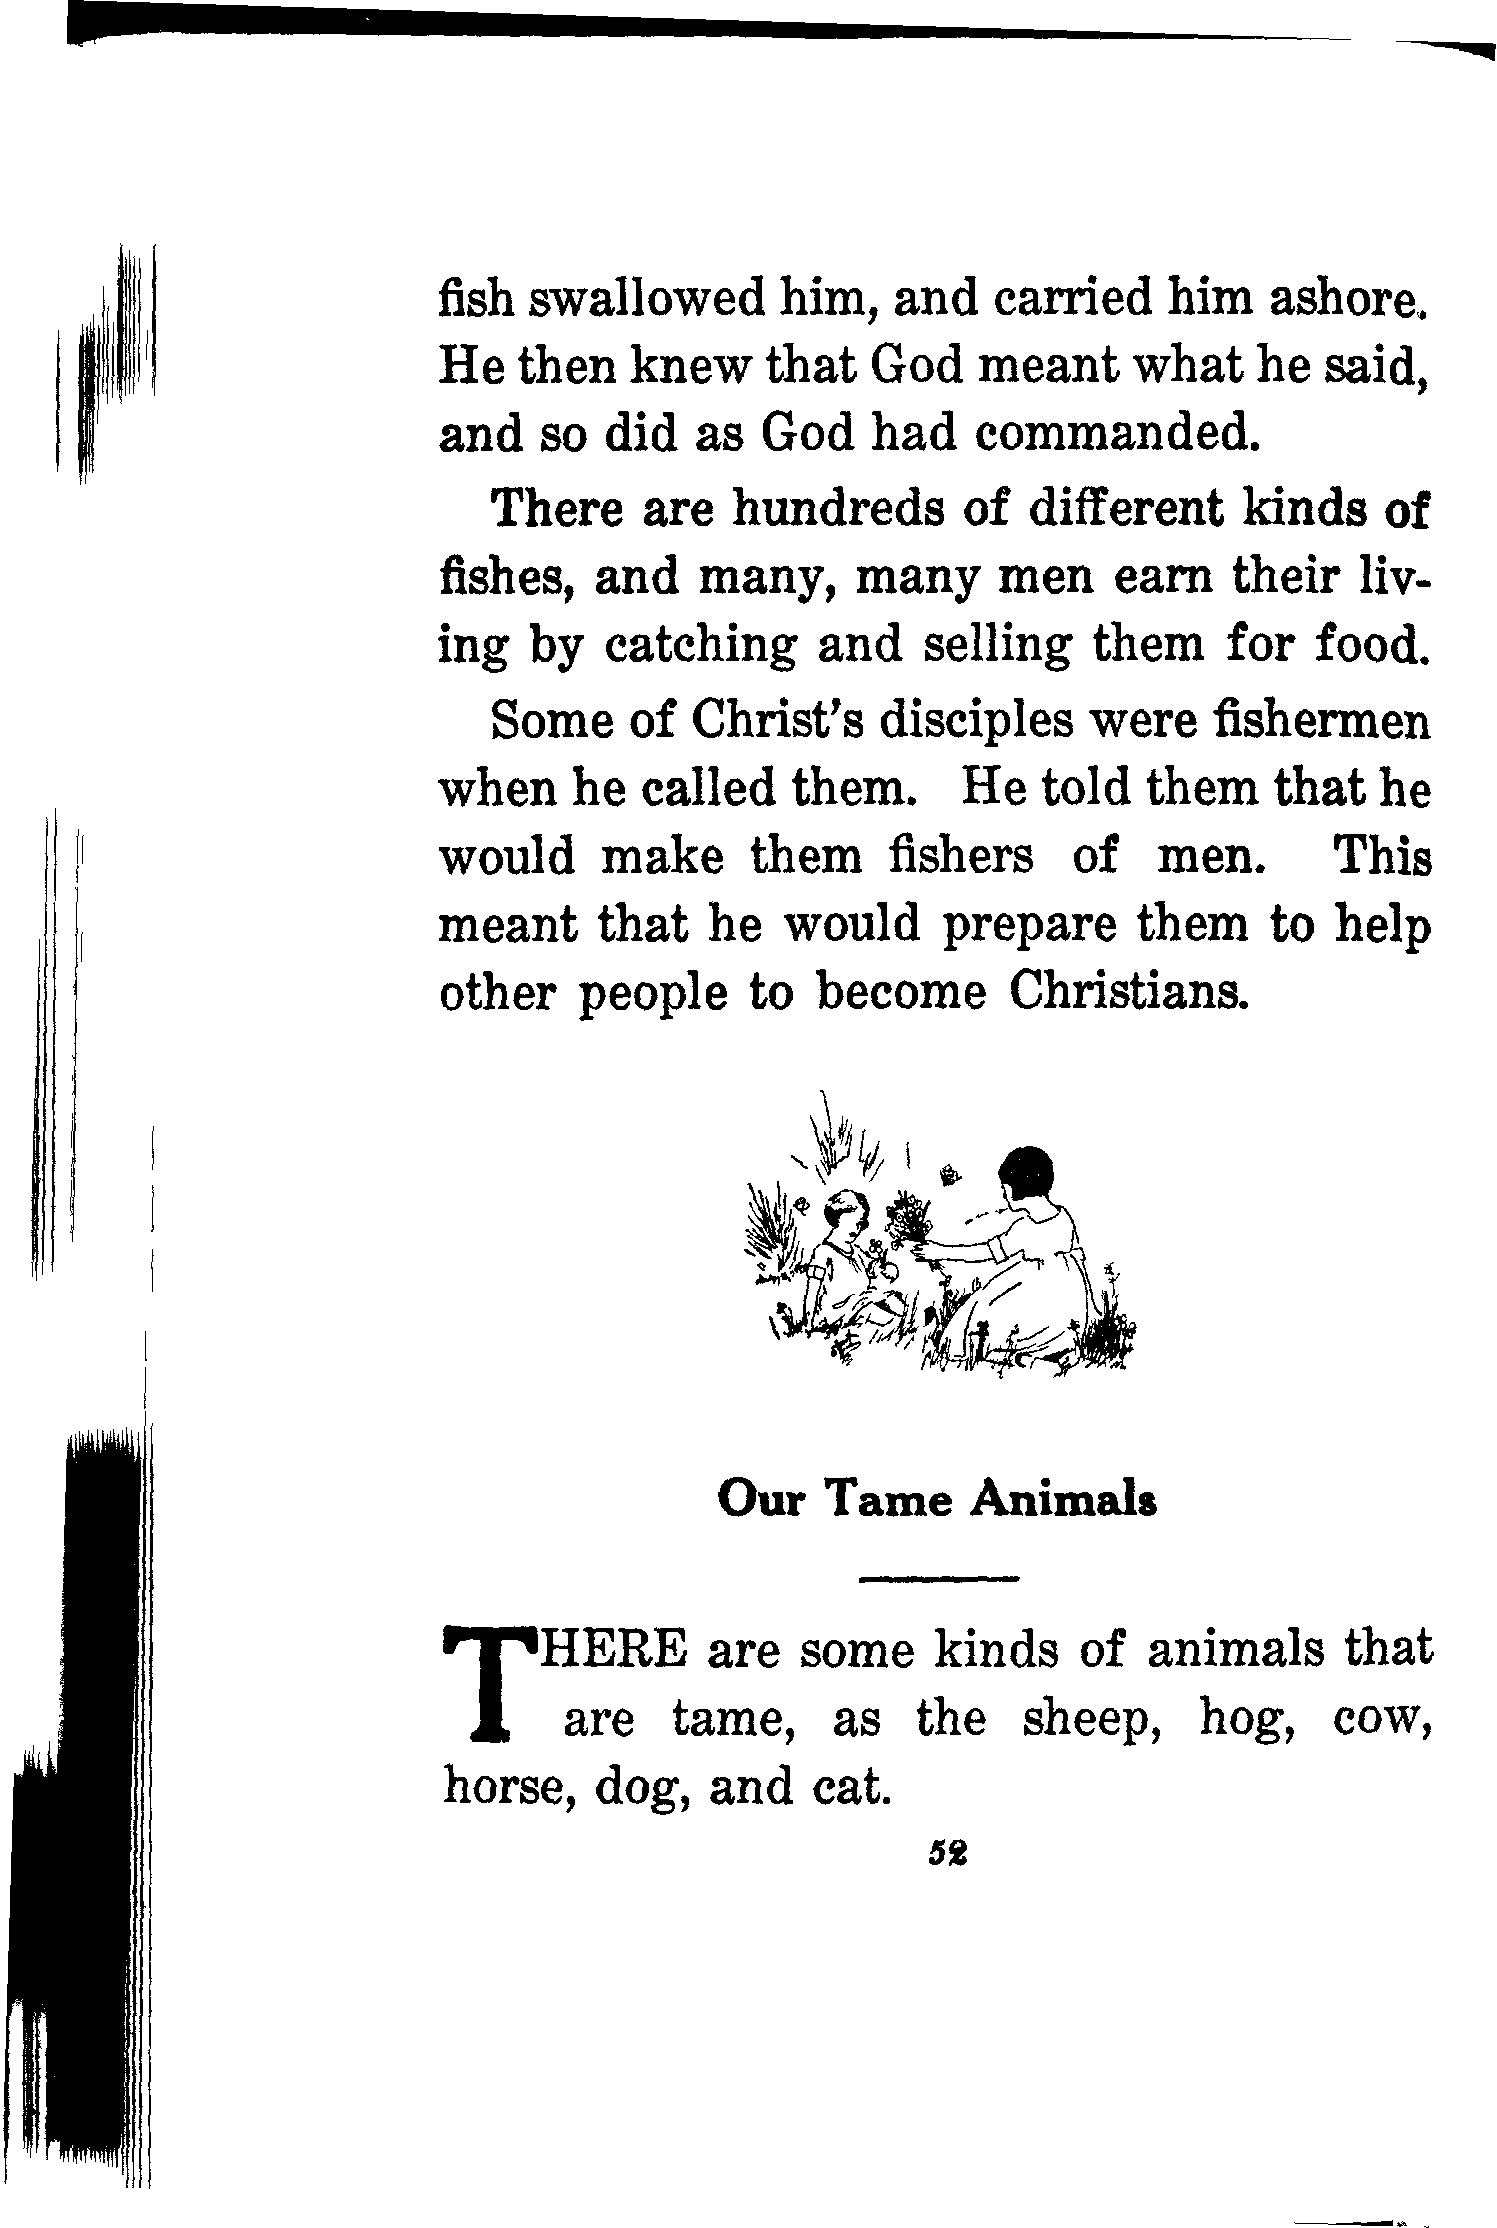 fish swallowed him, and carried him ashore.
He then knew that God meant what he said,
and so did as God had commanded.
There are hundreds of different kinds of
fishes, and many, many men earn their liv-
ing by catching and selling them for food.
Some of Christ's disciples were fishermen
when he called them. He told them that he
would make them fishers of men. This
meant that he would prepare them to help
other people to become Christians.
Our Tame Animals
THERE are some kinds of animals that
are tame, as the sheep, hog, cow,
horse, dog, and cat.
52